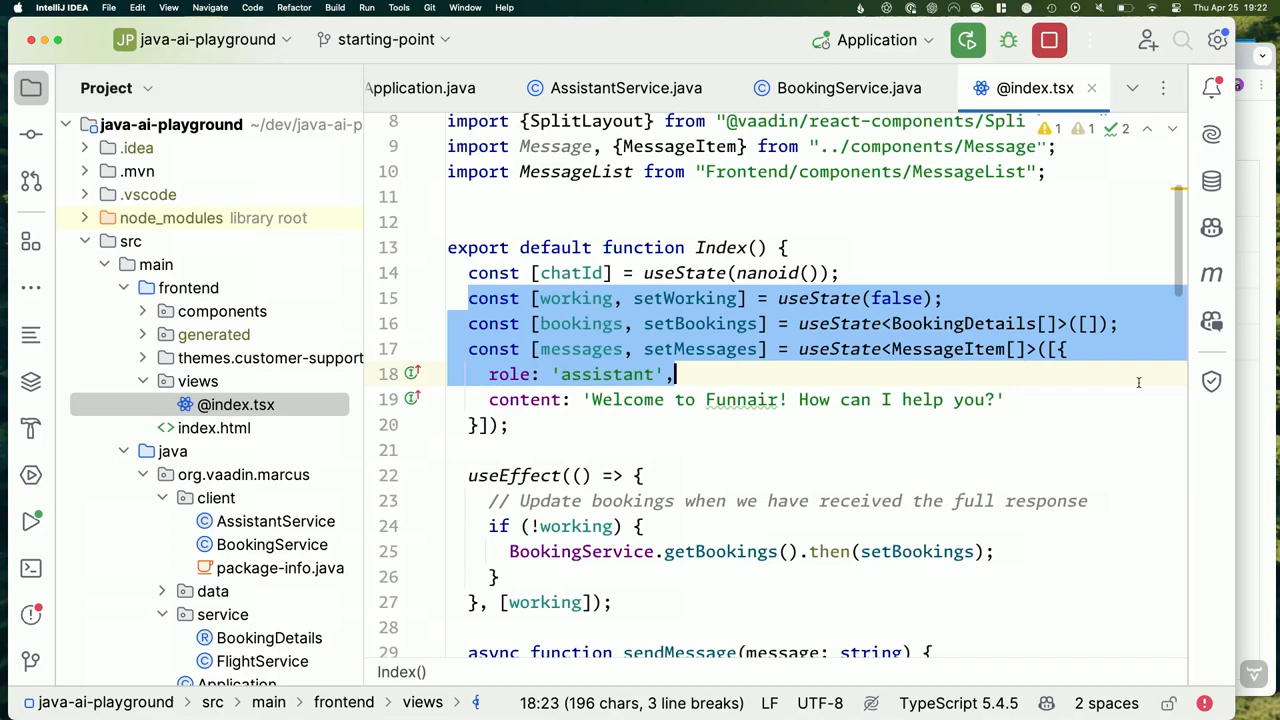 IntelliJ IDEA File Edit View Navigate Code Refactor Build Run Tools Git Window Help Thu Apr 25 19:22
JP java-ai-playground starting-point Application
Project
Application.java AssistantService.java BookingService.java @index.tsx
java-ai-playground ~/dev/java-ai-p
.idea
.mvn
.vscode
node_modules library root
src
main
frontend
components
generated
themes.customer-support
views
@index.tsx
index.html
java
org.vaadin.marcus
client
AssistantService
BookingService
package-info.java
data
service
BookingDetails
FlightService
Application
1 1 2
8 import {SplitLayout} from "@vaadin/react-components/Spli
9 import Message, {MessageItem} from "../components/Message";
10 import MessageList from "Frontend/components/MessageList";
11
12
13 export default function Index() {
14 const [chatId] = useState(nanoid());
15 const [working, setWorking] = useState(false);
16 const [bookings, setBookings] = useState<BookingDetails[]>([]);
17 const [messages, setMessages] = useState<MessageItem[]>([{
18 role: 'assistant',
19 content: 'Welcome to Funnair! How can I help you?'
20 }]);
21
22 useEffect(() => {
23 // Update bookings when we have received the full response
24 if (!working) {
25 BookingService.getBookings().then(setBookings);
26 }
27 }, [working]);
28
29 async function sendMessage(message: string) {
Index()
java-ai-playground src main frontend views 18:23 (196 chars, 3 line breaks) LF UTF-8 TypeScript 5.4.5 2 spaces